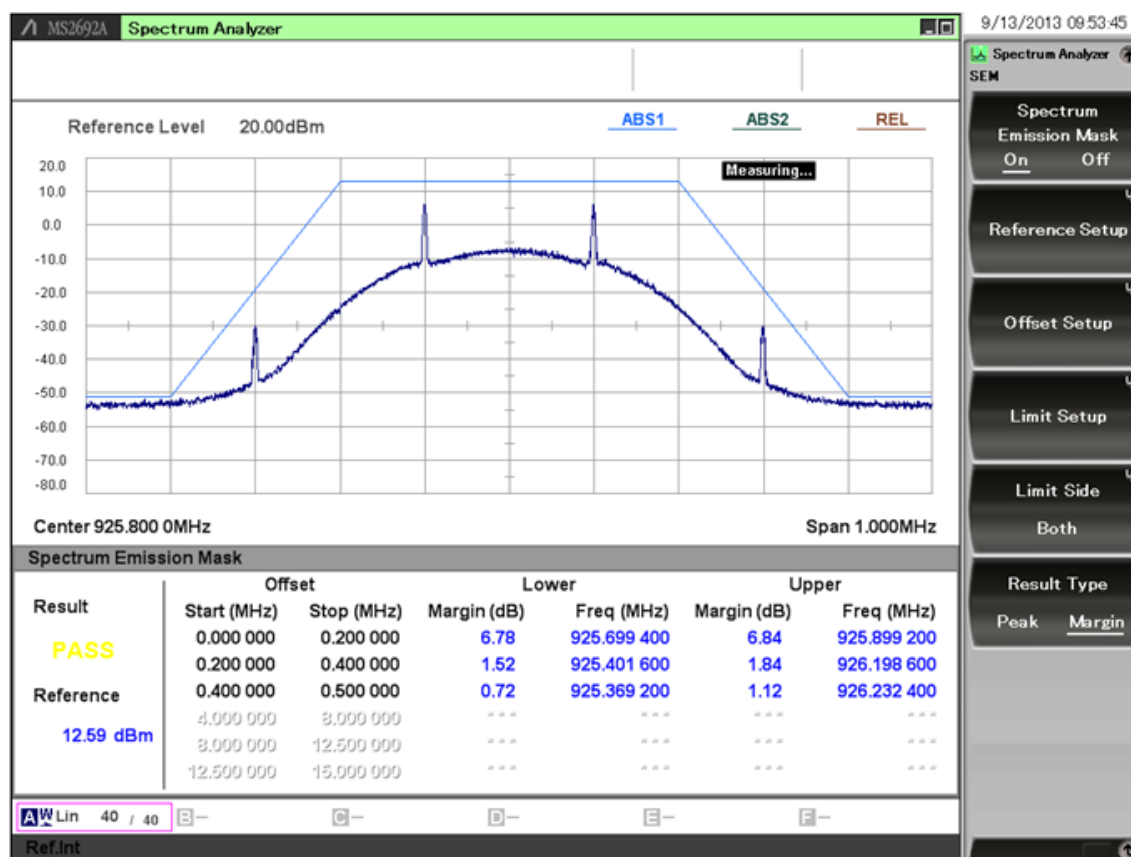 MS2692A Spectrum Analyzer
9/13/2013 09:53:45
Spectrum Analyzer
SEM
Reference Level 20.00dBm
ABS1 ABS2 REL
Measuring...
20.0
10.0
0.0
-10.0
-20.0
-30.0
-40.0
-50.0
-60.0
-70.0
-80.0
Center 925.800 0MHz Span 1.000MHz
Spectrum Emission Mask
Offset Lower Upper
Result Start (MHz) Stop (MHz) Margin (dB) Freq (MHz) Margin (dB) Freq (MHz)
0.000 000 0.200 000 6.78 925.699 400 6.84 925.899 200
PASS 0.200 000 0.400 000 1.52 925.401 600 1.84 926.198 600
Reference 0.400 000 0.500 000 0.72 925.369 200 1.12 926.232 400
4.000 000 8.000 000 *** *** *** ***
12.59 dBm 8.000 000 12.500 000 *** *** *** ***
12.500 000 15.000 000 *** *** *** ***
A W Lin 40 / 40 B- C- D- E- F-
Ref.Int
Spectrum
Emission Mask
On Off
Reference Setup
Offset Setup
Limit Setup
Limit Side
Both
Result Type
Peak Margin